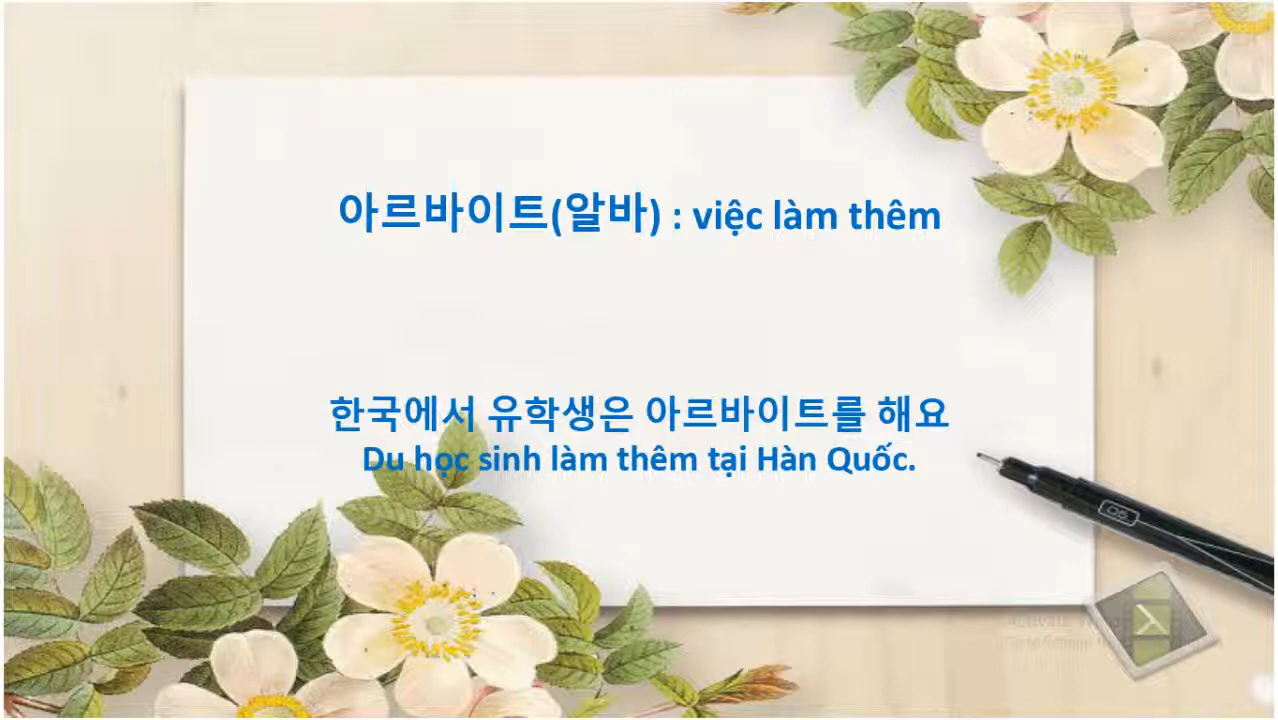 아르바이트(알바) : việc làm thêm
한국에서 유학생은 아르바이트를 해요
Du học sinh làm thêm tại Hàn Quốc.
05